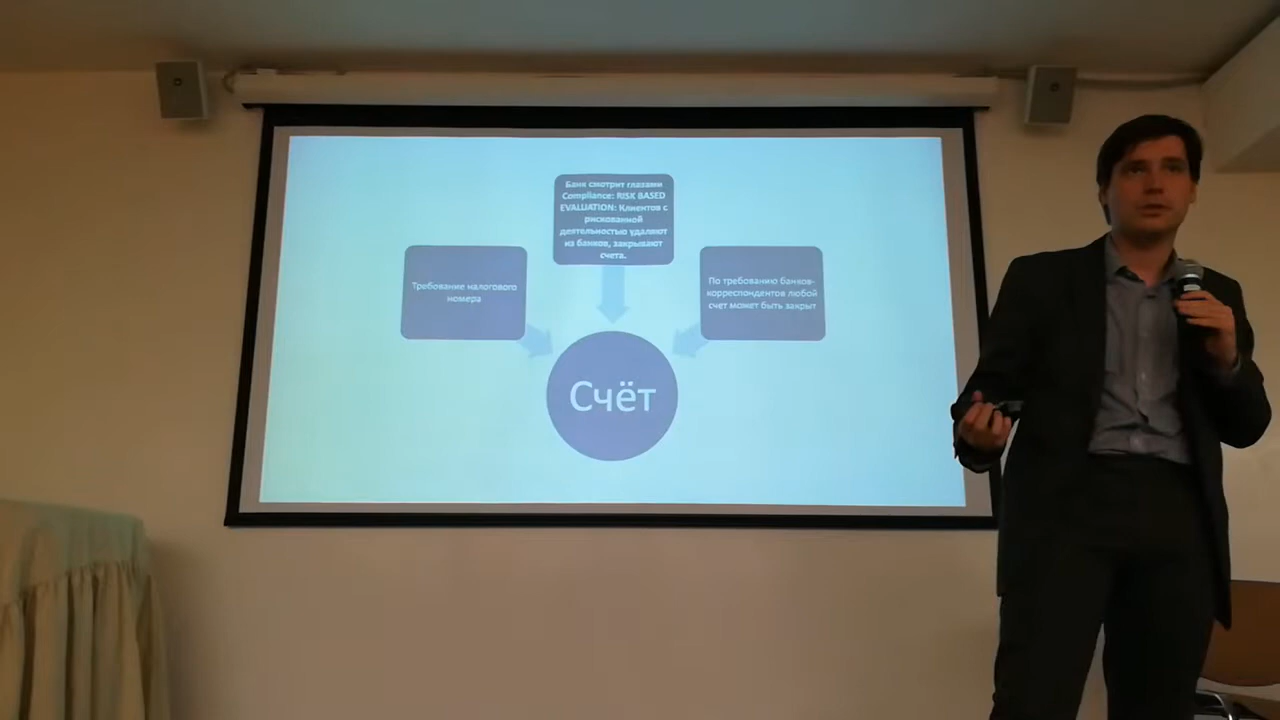 Банк смотрит глазами
Compliance: RISK BASED
EVALUATION: Клиентов с
рискованной
деятельностью удаляют
из банков, закрывают
счета.
Требование налогового
номера
По требованию банков-
корреспондентов любой
счет может быть закрыт
Счёт